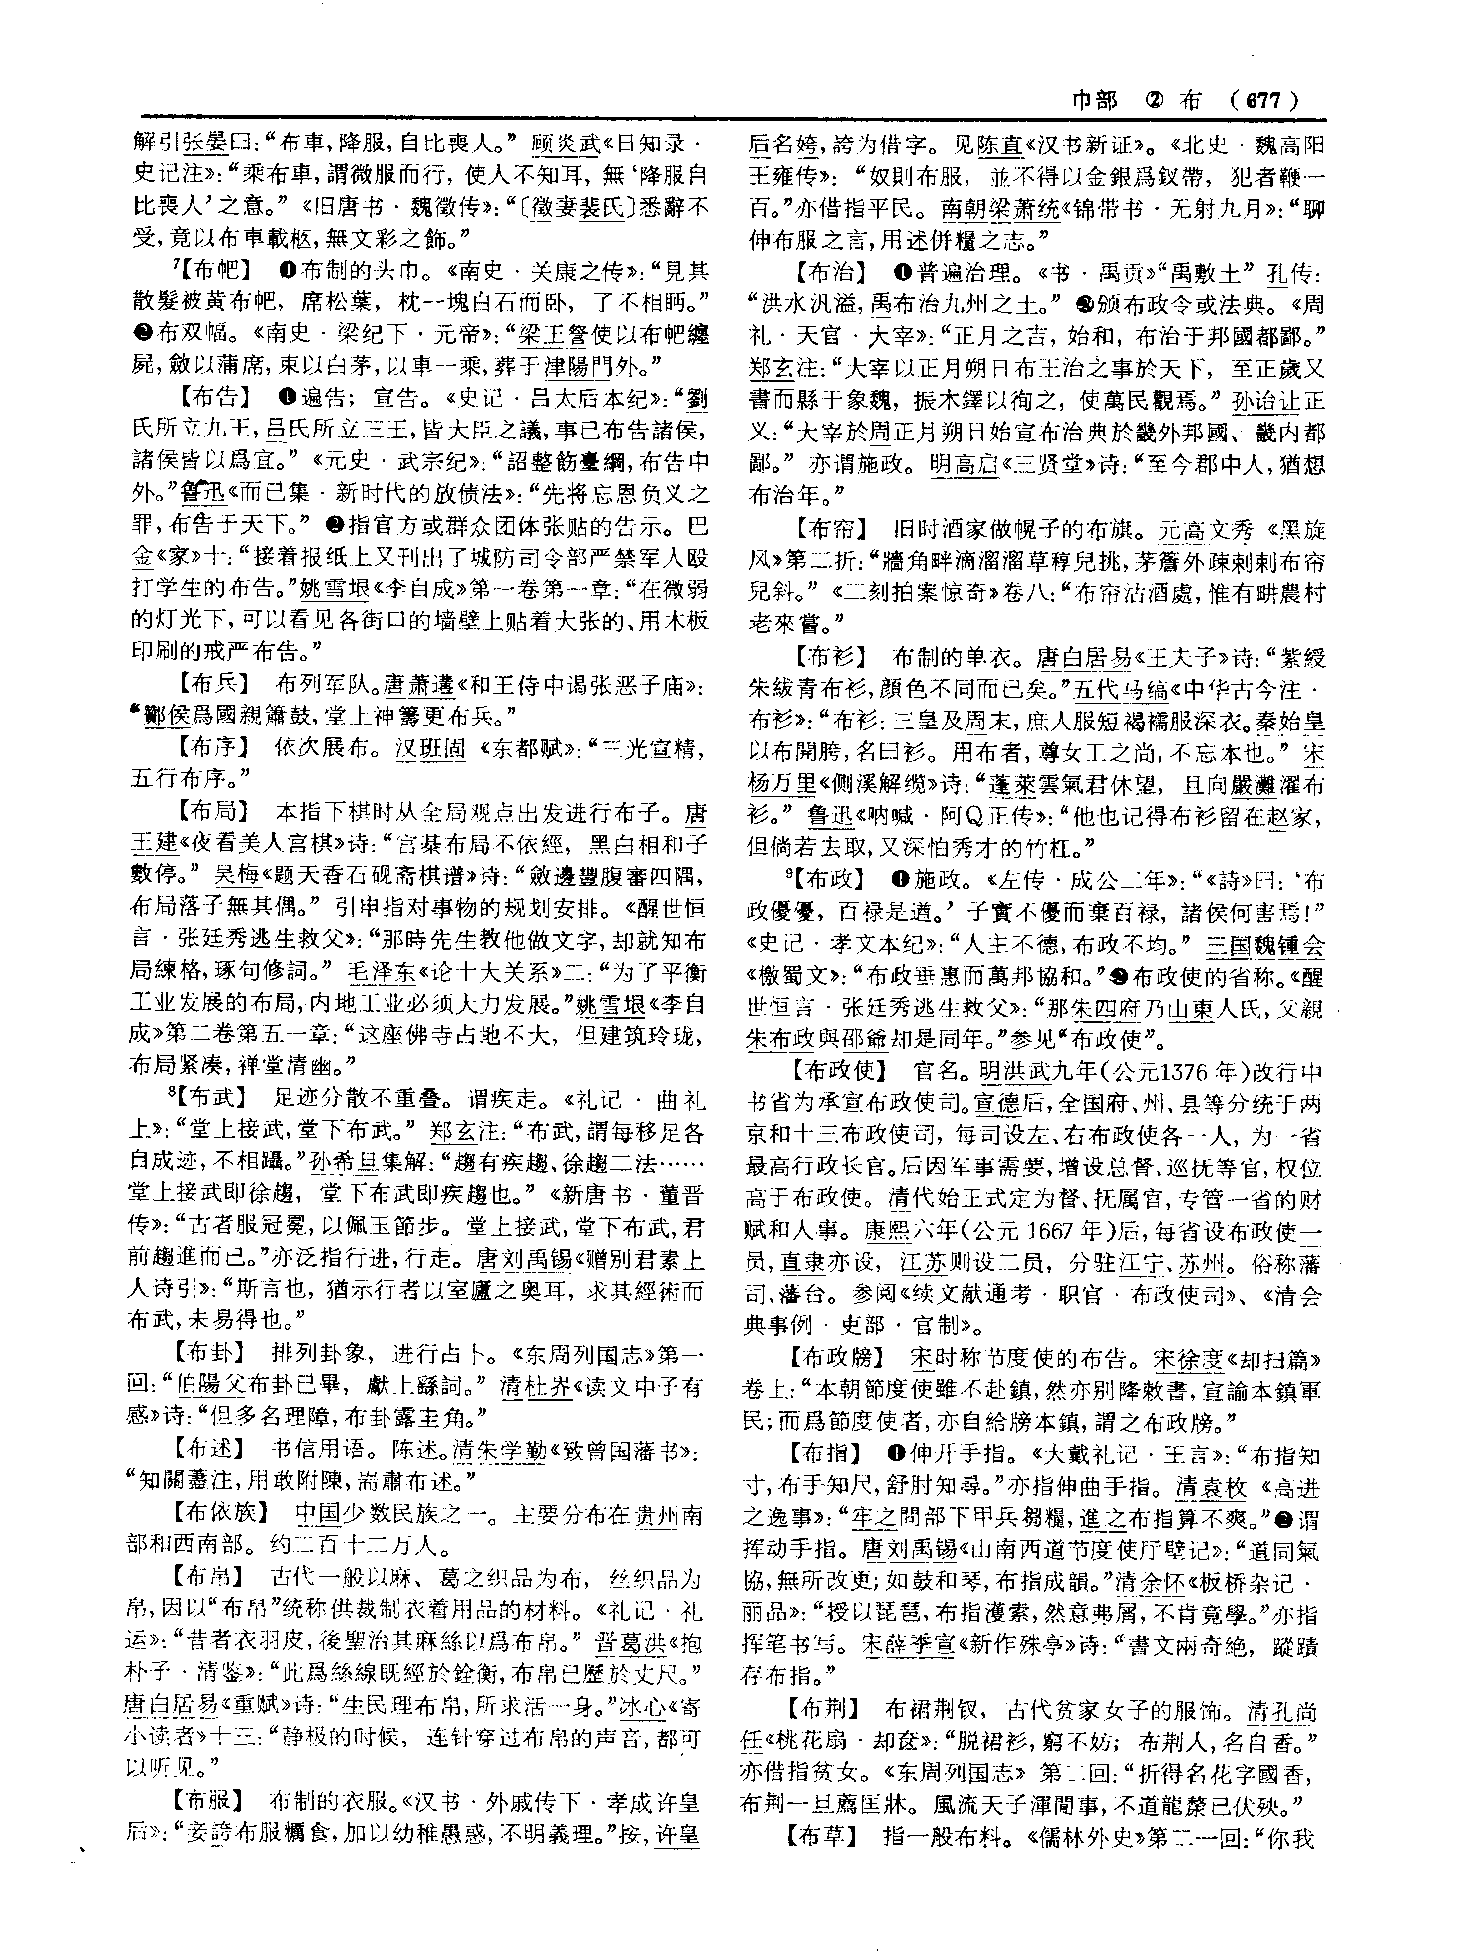 巾部 ② 布 (677)
解引张晏曰：“布車，降服，自比喪人。” 顾炎武《日知录·
史记注》：“乘布車，謂微服而行，使人不知耳，無‘降服自
比喪人’之意。”《旧唐书·魏徵传》：“〔徵妻裴氏〕悉辭不
受，竟以布車載柩，無文彩之飾。”
7【布帊】 ❶布制的头巾。《南史·关康之传》：“見其
散髮被黄布帊，席松葉，枕一塊白石而卧，了不相眄。”
❷布双幅。《南史·梁纪下·元帝》：“梁王詧使以布帊纏
屍，斂以蒲席，束以白茅，以車一乘，葬于津陽門外。”
【布告】 ❶遍告；宣告。《史记·吕太后本纪》：“劉
氏所立九王，吕氏所立三王，皆大臣之議，事已布告諸侯，
諸侯皆以爲宜。”《元史·武宗纪》：“詔整飭臺綱，布告中
外。”鲁迅《而已集·新时代的放债法》：“先将忘恩负义之
罪，布告于天下。” ❷指官方或群众团体张贴的告示。巴
金《家》十：“接着报纸上又刊出了城防司令部严禁军人殴
打学生的布告。”姚雪垠《李自成》第一卷第一章：“在微弱
的灯光下，可以看见各街口的墙壁上贴着大张的、用木板
印刷的戒严布告。”
【布兵】 布列军队。唐萧遘《和王侍中谒张恶子庙》：
“酇侯爲國親簫鼓，堂上神籌更布兵。”
【布序】 依次展布。汉班固《东都赋》：“三光宣精，
五行布序。”
【布局】 本指下棋时从全局观点出发进行布子。唐
王建《夜看美人宫棋》诗：“宫棊布局不依經，黑白相和子
數停。” 吴梅《题天香石砚斋棋谱》诗：“斂邊豐腹審四隅，
布局落子無其偶。” 引申指对事物的规划安排。《醒世恒
言·张廷秀逃生救父》：“那時先生教他做文字，却就知布
局練格，琢句修詞。” 毛泽东《论十大关系》二：“为了平衡
工业发展的布局，内地工业必须大力发展。”姚雪垠《李自
成》第二卷第五一章：“这座佛寺占地不大，但建筑玲珑，
布局紧凑，禅堂清幽。”
8【布武】 足迹分散不重叠。谓疾走。《礼记·曲礼
上》：“堂上接武，堂下布武。” 郑玄注：“布武，謂每移足各
自成迹，不相躡。”孙希旦集解：“趨有疾趨、徐趨二法……
堂上接武即徐趨，堂下布武即疾趨也。”《新唐书·董晋
传》：“古者服冠冕，以佩玉節步。堂上接武，堂下布武，君
前趨進而已。”亦泛指行进，行走。唐刘禹锡《赠别君素上
人诗引》：“斯言也，猶示行者以室廬之奥耳，求其經術而
布武，未易得也。”
【布卦】 排列卦象，进行占卜。《东周列国志》第一
回：“伯陽父布卦已畢，獻上繇詞。” 清杜岕《读文中子有
感》诗：“但多名理障，布卦露圭角。”
【布述】 书信用语。陈述。清朱学勤《致曾国藩书》：
“知關藎注，用敢附陳，耑肅布述。”
【布依族】 中国少数民族之一。主要分布在贵州南
部和西南部。约二百十二万人。
【布帛】 古代一般以麻、葛之织品为布，丝织品为
帛，因以“布帛”统称供裁制衣着用品的材料。《礼记·礼
运》：“昔者衣羽皮，後聖治其麻絲以爲布帛。” 晋葛洪《抱
朴子·清鉴》：“此爲絲線既經於銓衡，布帛已歷於丈尺。”
唐白居易《重赋》诗：“生民理布帛，所求活一身。”冰心《寄
小读者》十三：“静极的时候，连针穿过布帛的声音，都可
以听见。”
【布服】 布制的衣服。《汉书·外戚传下·孝成许皇
后》：“妾誇布服糲食，加以幼稚愚惑，不明義理。”按，许皇
后名姱，誇为借字。见陈直《汉书新证》。《北史·魏高阳
王雍传》：“奴則布服，並不得以金銀爲釵帶，犯者鞭一
百。”亦借指平民。南朝梁萧统《锦带书·无射九月》：“聊
伸布服之言，用述併糧之志。”
【布治】 ❶普遍治理。《书·禹贡》“禹敷土” 孔传：
“洪水汎溢，禹布治九州之土。” ❷颁布政令或法典。《周
礼·天官·大宰》：“正月之吉，始和，布治于邦國都鄙。”
郑玄注：“大宰以正月朔日布王治之事於天下，至正歲又
書而縣于象魏，振木鐸以徇之，使萬民觀焉。” 孙诒让正
义：“大宰於周正月朔日始宣布治典於畿外邦國、畿内都
鄙。” 亦谓施政。明高启《三贤堂》诗：“至今郡中人，猶想
布治年。”
【布帘】 旧时酒家做幌子的布旗。元高文秀《黑旋
风》第二折：“牆角畔滴溜溜草稕兒挑，茅簷外疎剌剌布帘
兒斜。”《二刻拍案惊奇》卷八：“布帘沽酒處，惟有畊農村
老來嘗。”
【布衫】 布制的单衣。唐白居易《王夫子》诗：“紫綬
朱紱青布衫，顔色不同而已矣。”五代马缟《中华古今注·
布衫》：“布衫：三皇及周末，庶人服短褐襦服深衣。秦始皇
以布開胯，名曰衫。用布者，尊女工之尚，不忘本也。” 宋
杨万里《侧溪解缆》诗：“蓬萊雲氣君休望，且向嚴灘濯布
衫。” 鲁迅《呐喊·阿Q正传》：“他也记得布衫留在赵家，
但倘若去取，又深怕秀才的竹杠。”
9【布政】 ❶施政。《左传·成公二年》：“《詩》曰：‘布
政優優，百禄是遒。’子實不優而棄百禄，諸侯何害焉！”
《史记·孝文本纪》：“人主不德，布政不均。” 三国魏锺会
《檄蜀文》：“布政垂惠而萬邦協和。”❷布政使的省称。《醒
世恒言·张廷秀逃生救父》：“那朱四府乃山東人氏，父親
朱布政與邵爺却是同年。”参见“布政使”。
【布政使】 官名。明洪武九年（公元1376年）改行中
书省为承宣布政使司。宣德后，全国府、州、县等分统于两
京和十三布政使司，每司设左、右布政使各一人，为一省
最高行政长官。后因军事需要，增设总督、巡抚等官，权位
高于布政使。清代始正式定为督、抚属官，专管一省的财
赋和人事。康熙六年（公元1667年）后，每省设布政使一
员，直隶亦设，江苏则设二员，分驻江宁、苏州。俗称藩
司、藩台。参阅《续文献通考·职官·布政使司》、《清会
典事例·吏部·官制》。
【布政牓】 宋时称节度使的布告。宋徐度《却扫篇》
卷上：“本朝節度使雖不赴鎮，然亦别降敕書，宣諭本鎮軍
民；而爲節度使者，亦自給牓本鎮，謂之布政牓。”
【布指】 ❶伸开手指。《大戴礼记·王言》：“布指知
寸，布手知尺，舒肘知尋。”亦指伸曲手指。清袁枚《高进
之逸事》：“牢之問部下甲兵芻糧，進之布指算不爽。”❷谓
挥动手指。唐刘禹锡《山南西道节度使厅壁记》：“道同氣
協，無所改更；如鼓和琴，布指成韻。”清余怀《板桥杂记·
丽品》：“授以琵琶，布指濩索，然意弗屑，不肯竟學。”亦指
挥笔书写。宋薛季宣《新作殊亭》诗：“書文兩奇絶，蹤蹟
存布指。”
【布荆】 布裙荆钗，古代贫家女子的服饰。清孔尚
任《桃花扇·却奁》：“脱裙衫，窮不妨；布荆人，名自香。”
亦借指贫女。《东周列国志》第二回：“折得名花字國香，
布荆一旦薦匡牀。風流天子渾閒事，不道龍漦已伏殃。”
【布草】 指一般布料。《儒林外史》第二一回：“你我